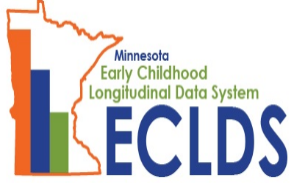 Minnesota
Early Childhood
Longitudinal Data System
ECLDS